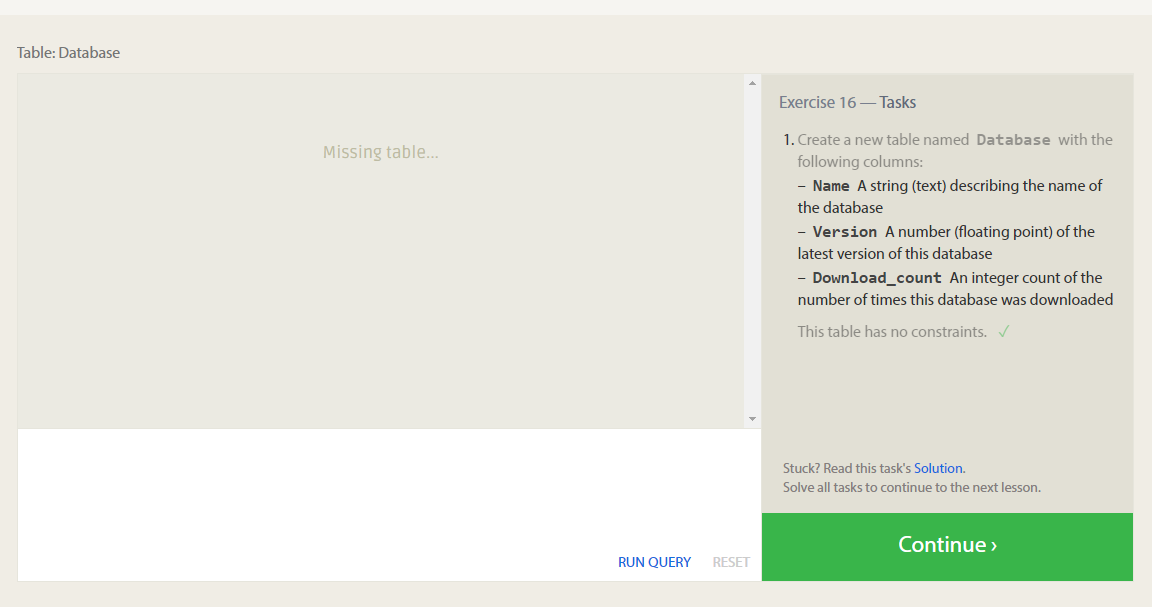 Table: Database
Missing table...
RUN QUERY RESET
Exercise 16 — Tasks
1. Create a new table named Database with the
following columns:
– Name A string (text) describing the name of
the database
– Version A number (floating point) of the
latest version of this database
– Download_count An integer count of the
number of times this database was downloaded
This table has no constraints. ✓
Stuck? Read this task's Solution.
Solve all tasks to continue to the next lesson.
Continue ›